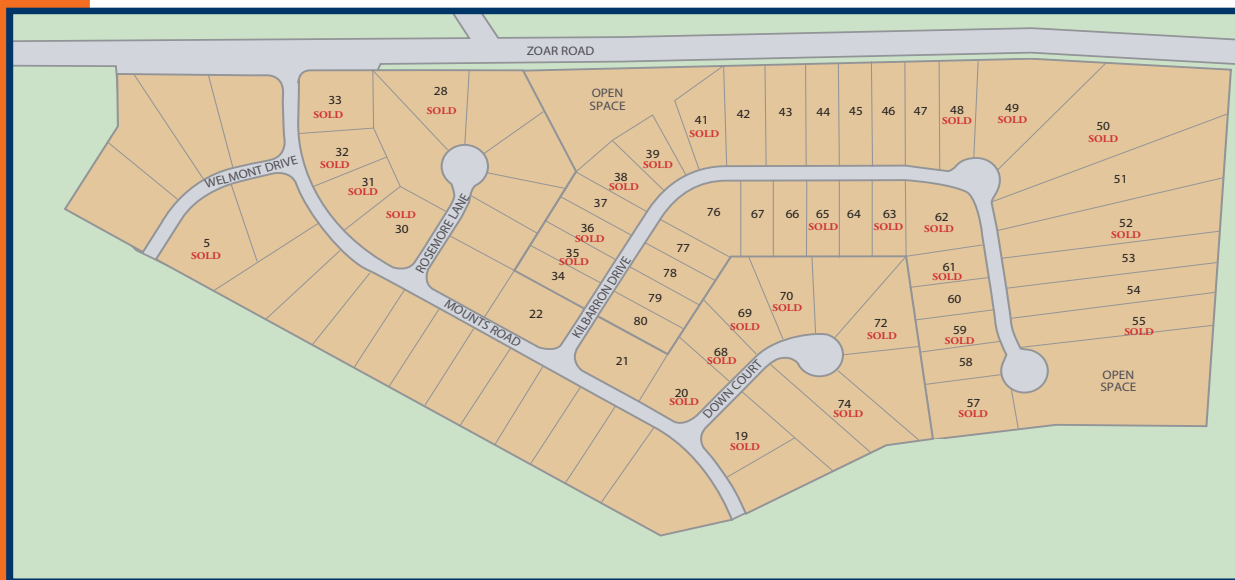 ZOAR ROAD
OPEN
SPACE
33
SOLD
28
SOLD
41
SOLD
42
43
44
45
46
47
48
SOLD
49
SOLD
50
SOLD
32
SOLD
31
SOLD
SOLD
30
39
SOLD
38
SOLD
37
36
SOLD
35
SOLD
34
WELMONT DRIVE
5
SOLD
ROSEMORE LANE
MOUNTS ROAD
KILBARRON DRIVE
22
76
67
66
65
SOLD
64
63
SOLD
62
SOLD
51
52
SOLD
53
54
55
SOLD
77
78
79
80
61
SOLD
60
59
SOLD
58
57
SOLD
70
SOLD
69
SOLD
68
SOLD
72
SOLD
21
20
SOLD
DOWN COURT
74
SOLD
19
SOLD
OPEN
SPACE